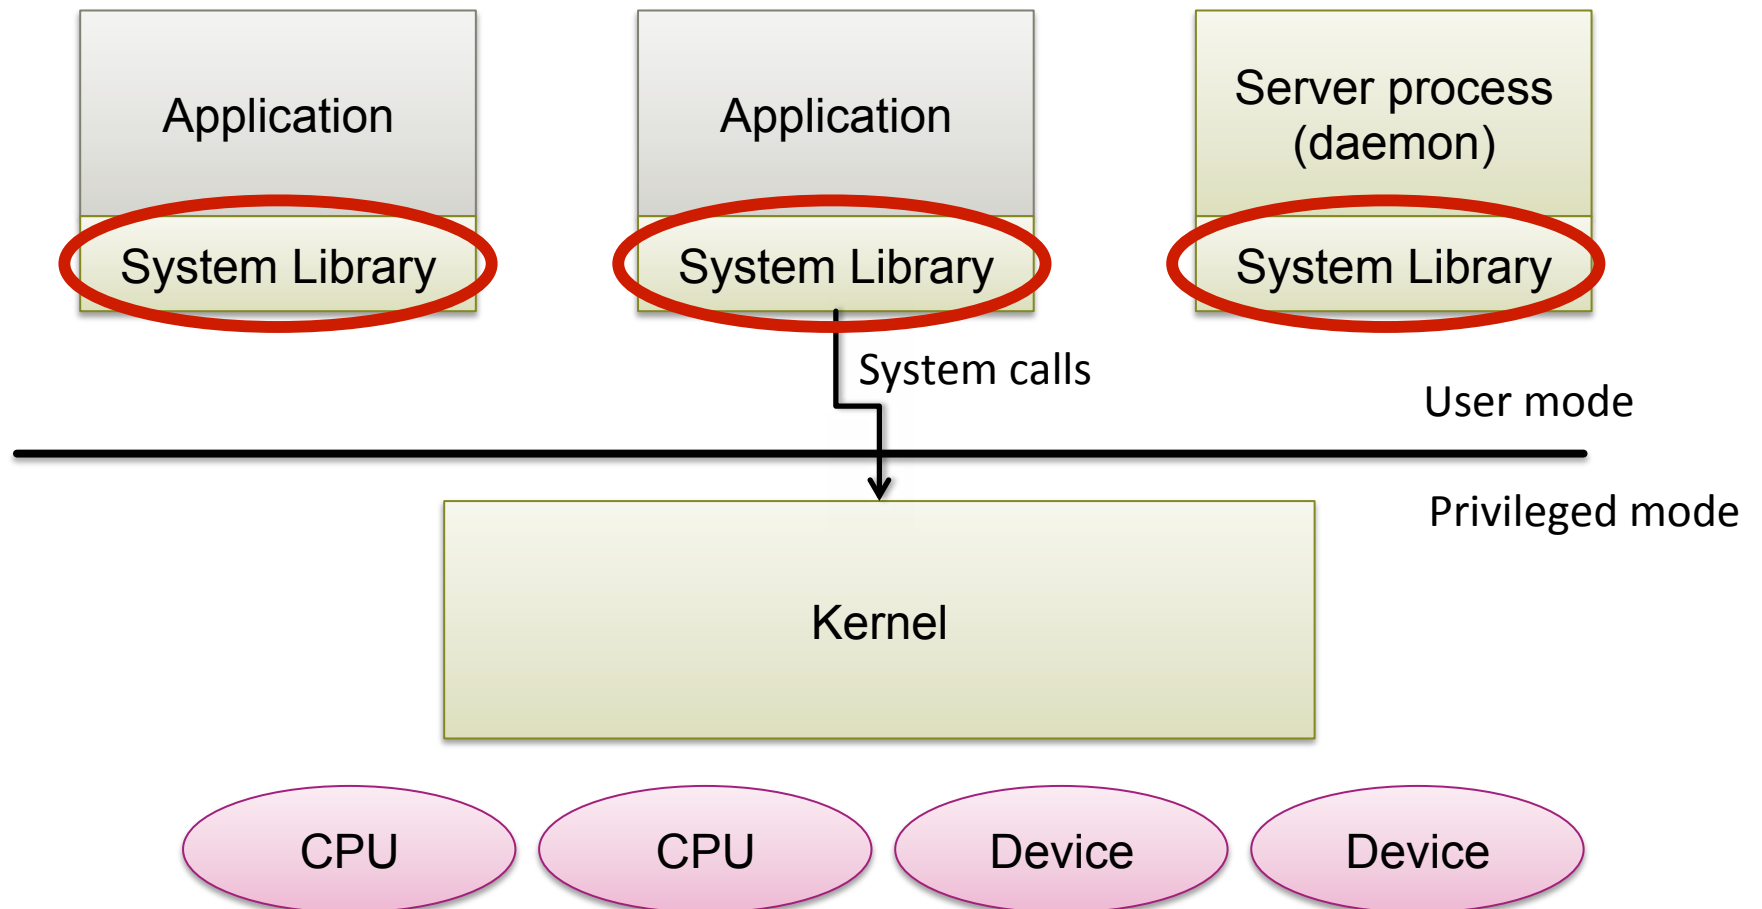 Application
Application
Server process
(daemon)
System Library
System Library
System Library
System calls
User mode
Privileged mode
Kernel
CPU
CPU
Device
Device